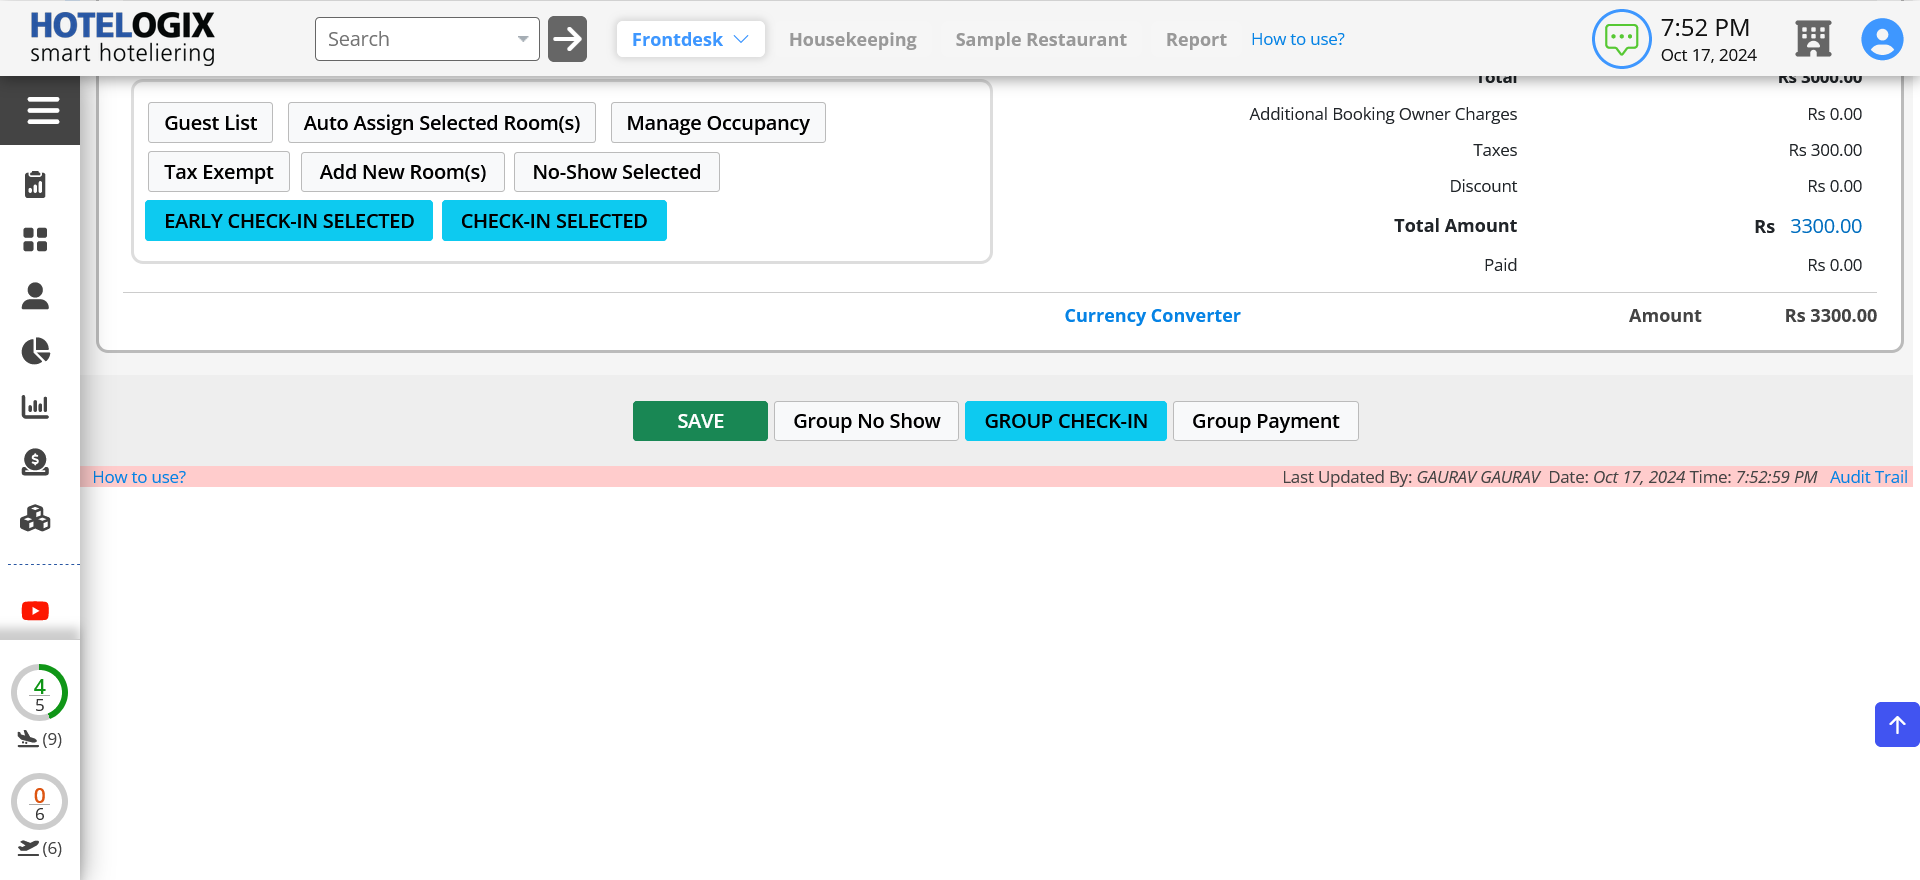 HOTELOGIX
smart hoteliering
Search
Frontdesk
Housekeeping
Sample Restaurant
Report
How to use?
7:52 PM
Oct 17, 2024
Total Rs 3000.00
Guest List
Auto Assign Selected Room(s)
Manage Occupancy
Tax Exempt
Add New Room(s)
No-Show Selected
EARLY CHECK-IN SELECTED
CHECK-IN SELECTED
Additional Booking Owner Charges Rs 0.00
Taxes Rs 300.00
Discount Rs 0.00
Total Amount Rs 3300.00
Paid Rs 0.00
Currency Converter
Amount Rs 3300.00
SAVE
Group No Show
GROUP CHECK-IN
Group Payment
How to use?
Last Updated By: GAURAV GAURAV Date: Oct 17, 2024 Time: 7:52:59 PM Audit Trail
4
5
(9)
0
6
(6)